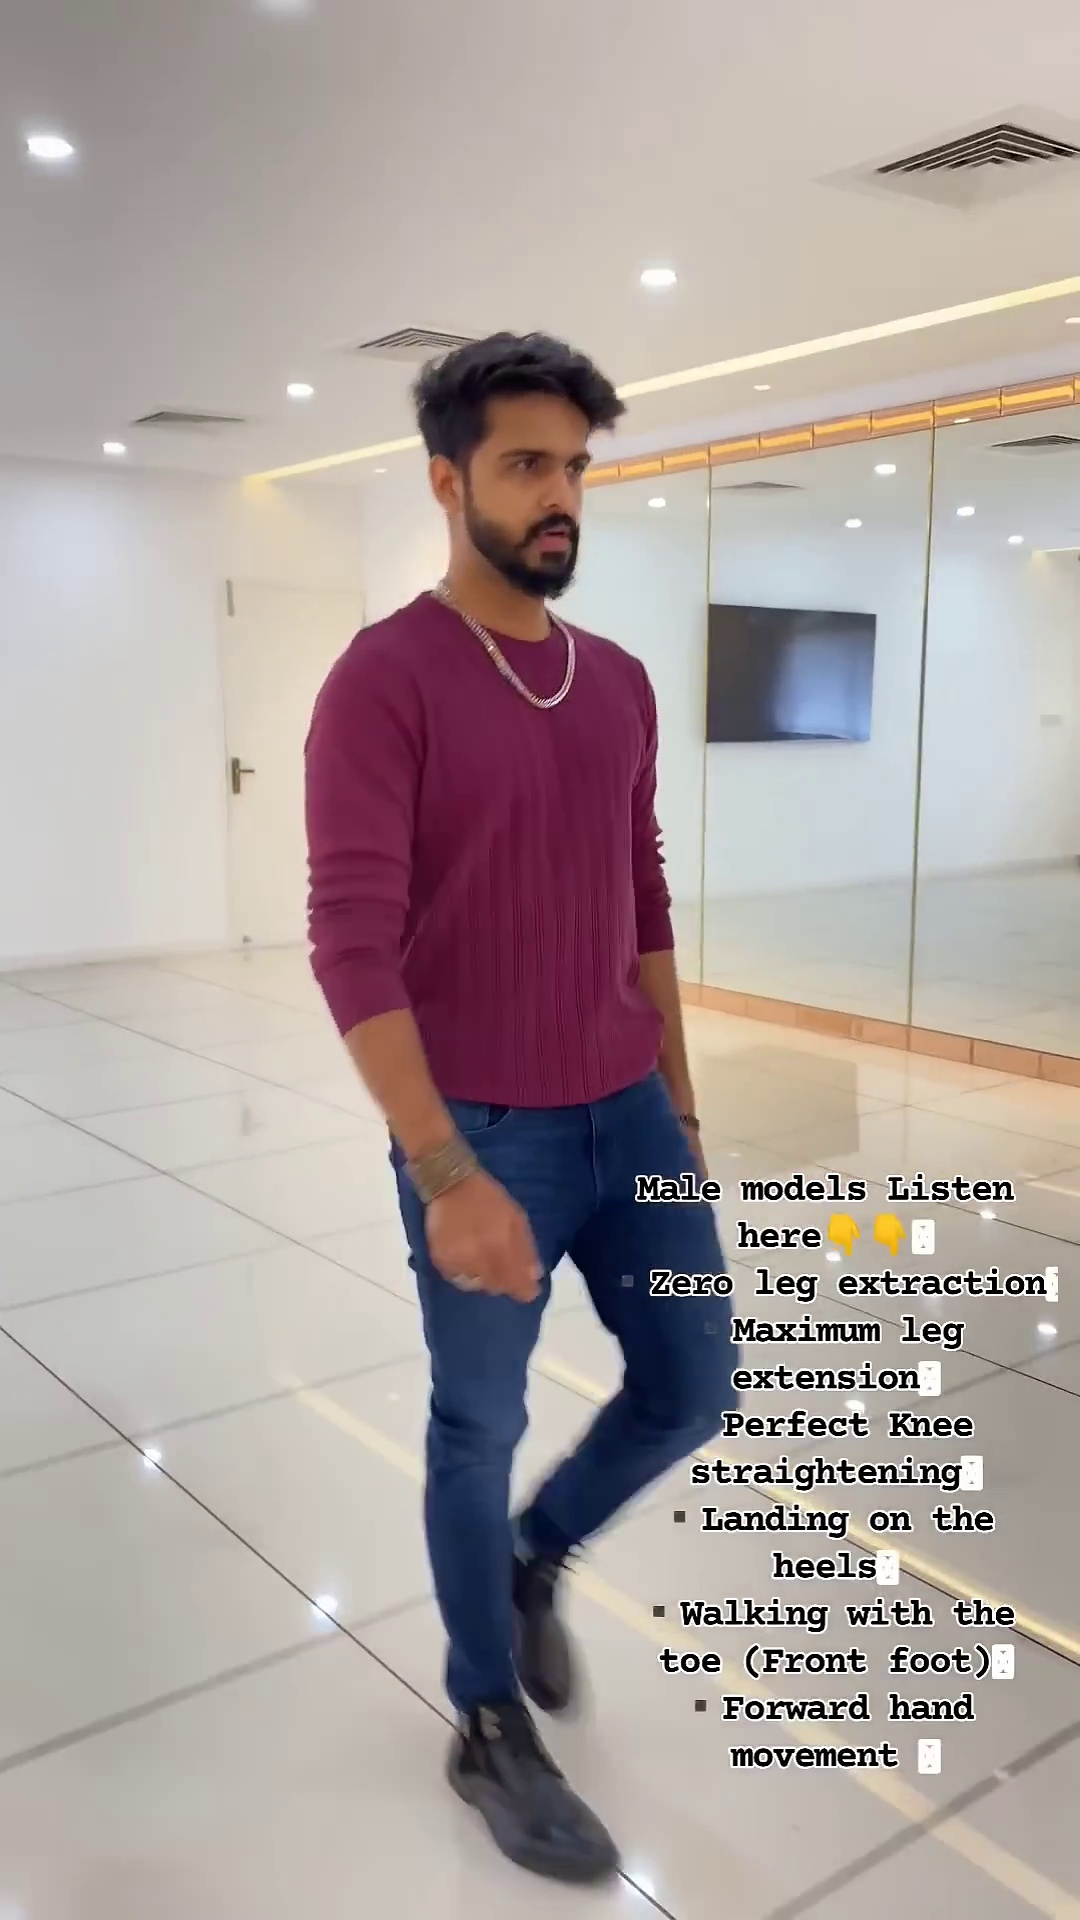 Male models Listen
here👇👇
▪ Zero leg extraction
▪ Maximum leg
extension
Perfect Knee
straightening
▪ Landing on the
heels
▪ Walking with the
toe (Front foot)
▪ Forward hand
movement